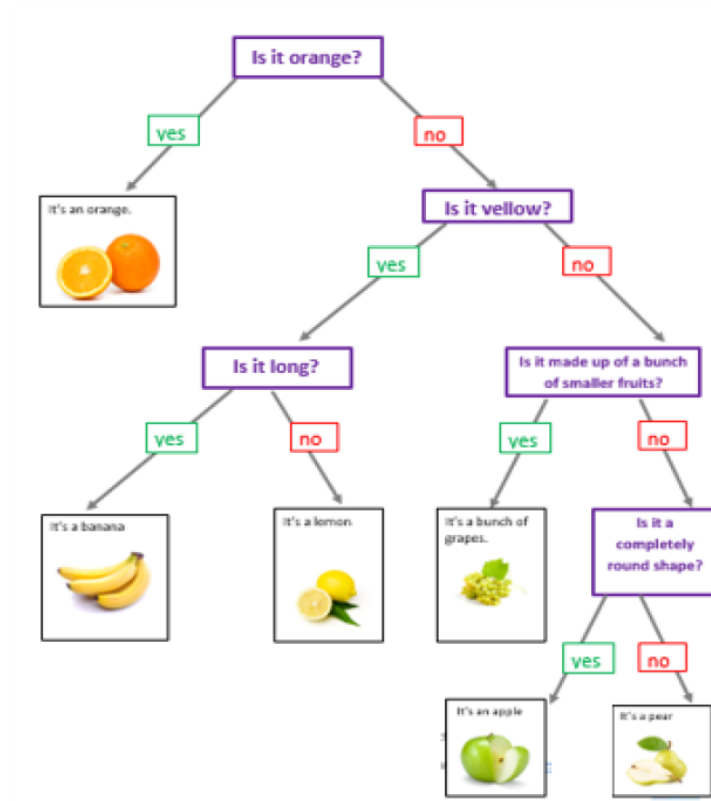 Is it orange?
yes
no
It's an orange.
Is it vellow?
yes
no
Is it long?
Is it made up of a bunch
of smaller fruits?
yes
no
yes
no
It's a banana
It's a lemon
It's a bunch of
grapes.
Is it a
completely
round shape?
yes
no
It's an apple
It's a pear